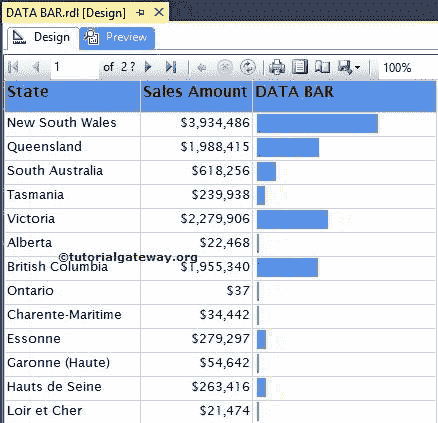 DATA BAR.rdl [Design]
Design Preview
1 of 2 ? 100%
State Sales Amount DATA BAR
New South Wales $3,934,486
Queensland $1,988,415
South Australia $618,256
Tasmania $239,938
Victoria $2,279,906
Alberta $22,468
©tutorialgateway.org
British Columbia $1,955,340
Ontario $37
Charente-Maritime $34,442
Essonne $279,297
Garonne (Haute) $54,642
Hauts de Seine $263,416
Loir et Cher $21,474